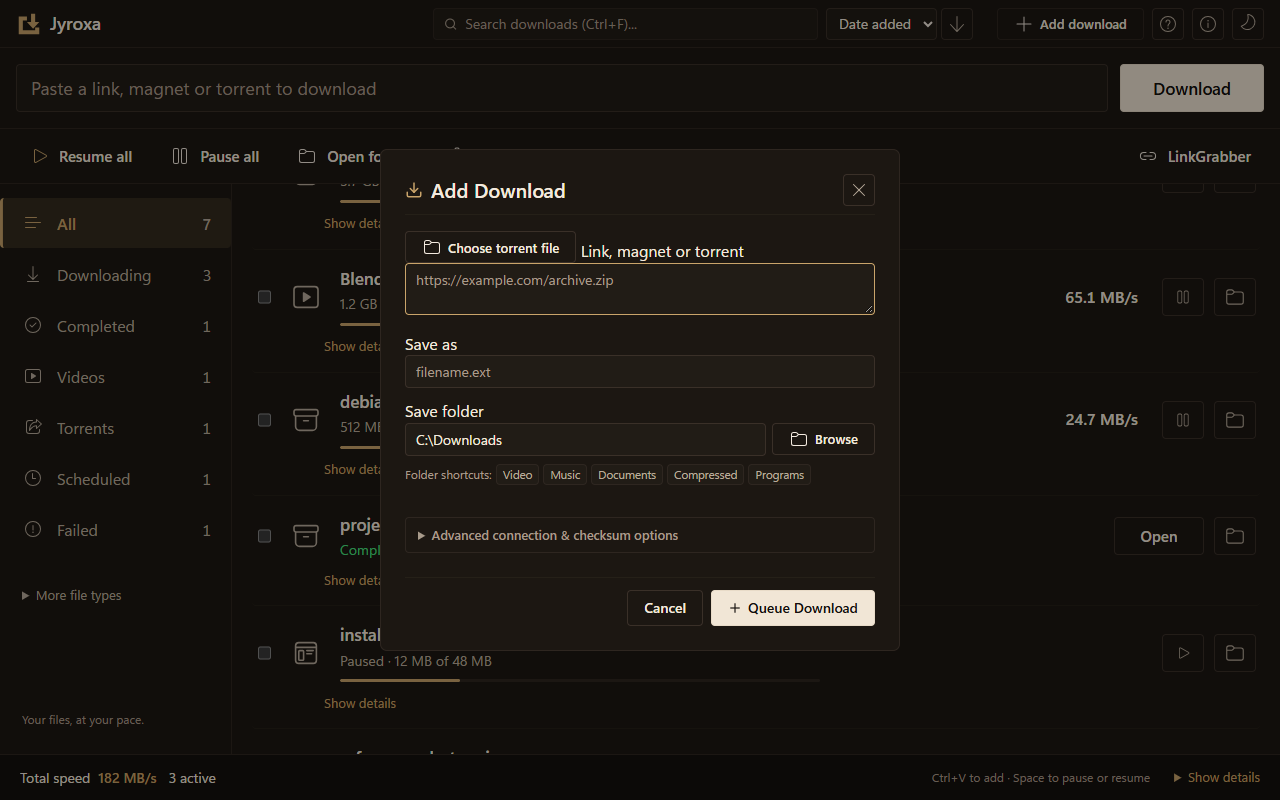 Jyroxa
Search downloads (Ctrl+F)...
Date added
Add download
Paste a link, magnet or torrent to download
Download
Resume all
Pause all
Open fo
LinkGrabber
All 7
Downloading 3
Completed 1
Videos 1
Torrents 1
Scheduled 1
Failed 1
More file types
Your files, at your pace.
Show deta
Blend
1.2 GB
65.1 MB/s
Show deta
debia
512 MB
24.7 MB/s
Show deta
proje
Compl
Open
Show deta
instal
Paused · 12 MB of 48 MB
Show details
Add Download
Choose torrent file
Link, magnet or torrent
https://example.com/archive.zip
Save as
filename.ext
Save folder
C:\Downloads
Browse
Folder shortcuts: Video Music Documents Compressed Programs
Advanced connection & checksum options
Cancel
Queue Download
Total speed 182 MB/s 3 active
Ctrl+V to add · Space to pause or resume
Show details